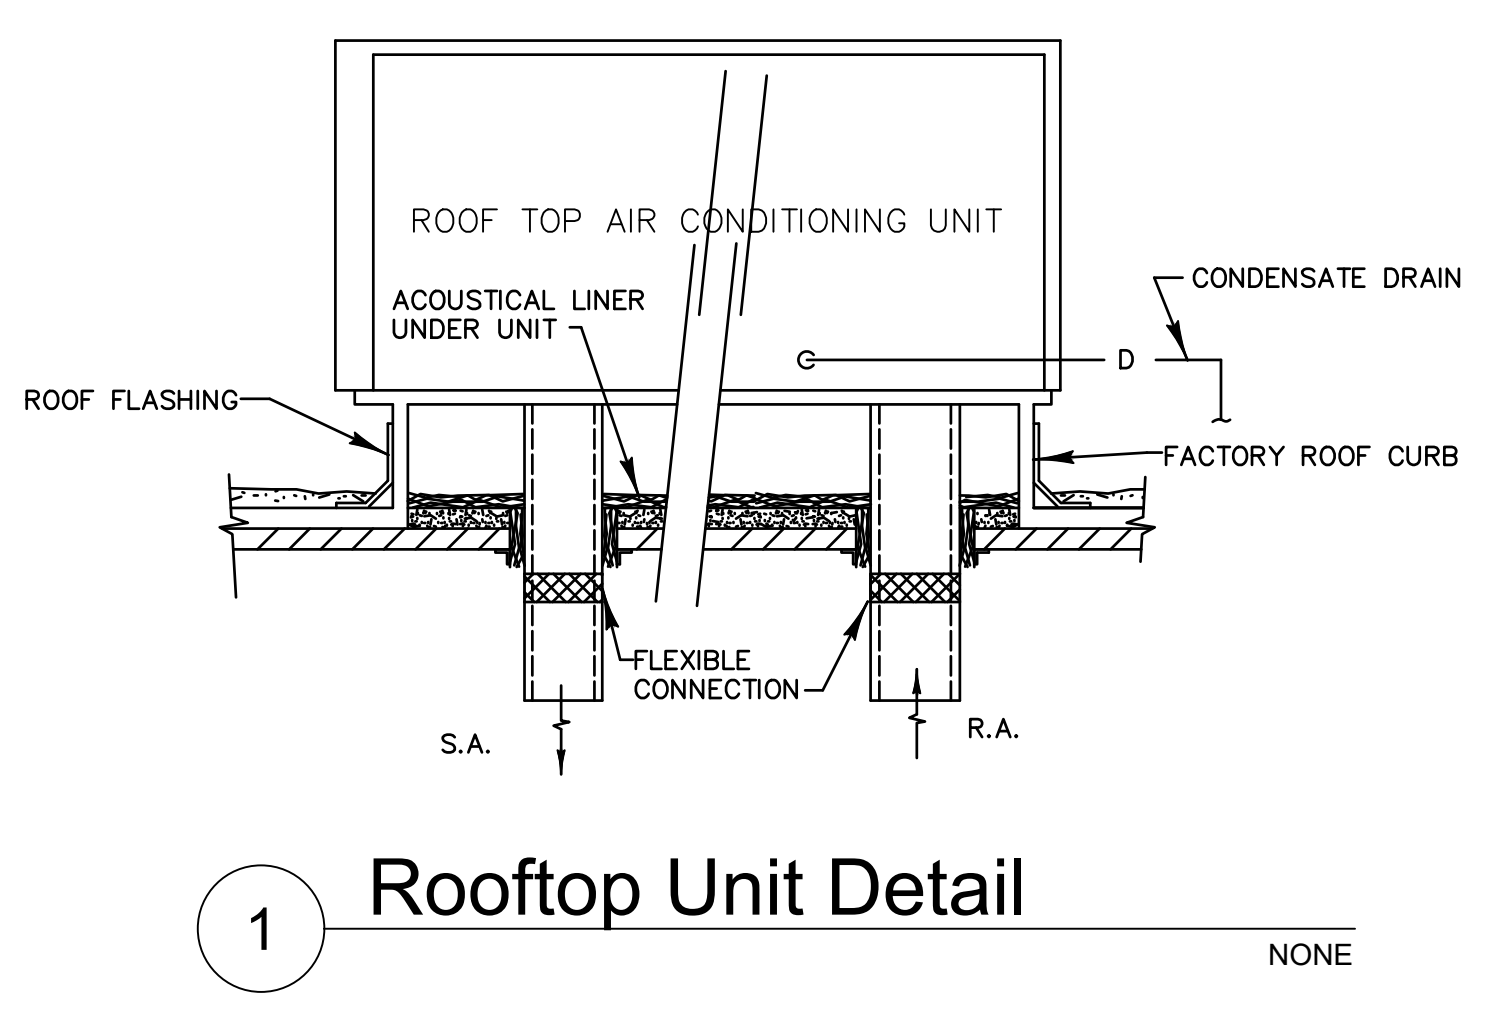 ROOF TOP AIR CONDITIONING UNIT
CONDENSATE DRAIN
ACOUSTICAL LINER
UNDER UNIT
D
ROOF FLASHING
FACTORY ROOF CURB
FLEXIBLE
CONNECTION
S.A.
R.A.
1
Rooftop Unit Detail
NONE